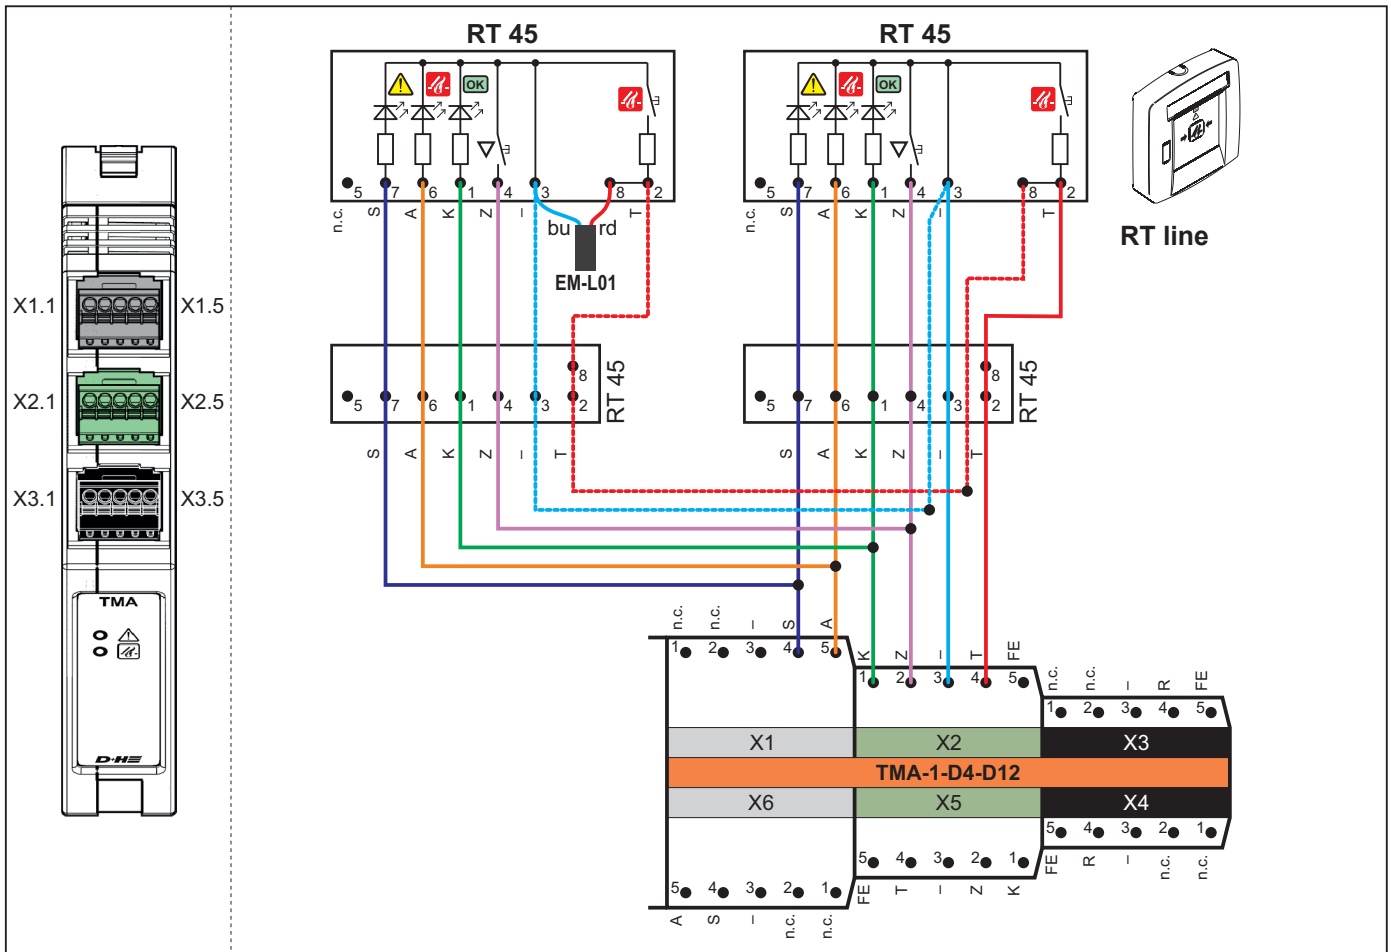 RT 45
RT 45
OK
OK
5 7 6 1 4 3 8 2
n.c. S A K Z – T
5 7 6 1 4 3 8 2
n.c. S A K Z – T
bu rd
EM-L01
RT line
X1.1 X1.5
X2.1 X2.5
X3.1 X3.5
8
5 7 6 1 4 3 2
RT 45
8
5 7 6 1 4 3 2
RT 45
S A K Z – T
S A K Z – T
TMA
D+H
n.c. n.c. – S A
1 2 3 4 5
K Z – T FE
1 2 3 4 5
n.c. n.c. – R FE
1 2 3 4 5
X1 X2 X3
TMA-1-D4-D12
X6 X5 X4
5 4 3 2 1
FE R – n.c. n.c.
5 4 3 2 1
FE T – Z K
5 4 3 2 1
A S – n.c. n.c.